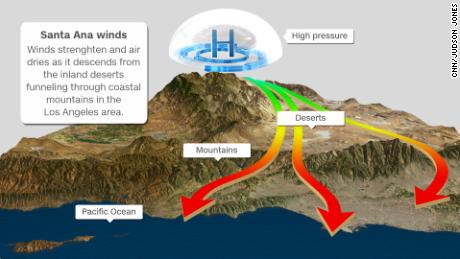 Santa Ana winds
Winds strenghten and air
dries as it descends from
the inland deserts
funneling through coastal
mountains in the
Los Angeles area.
H
High pressure
Deserts
Mountains
Pacific Ocean
CNN/JUDSON JONES